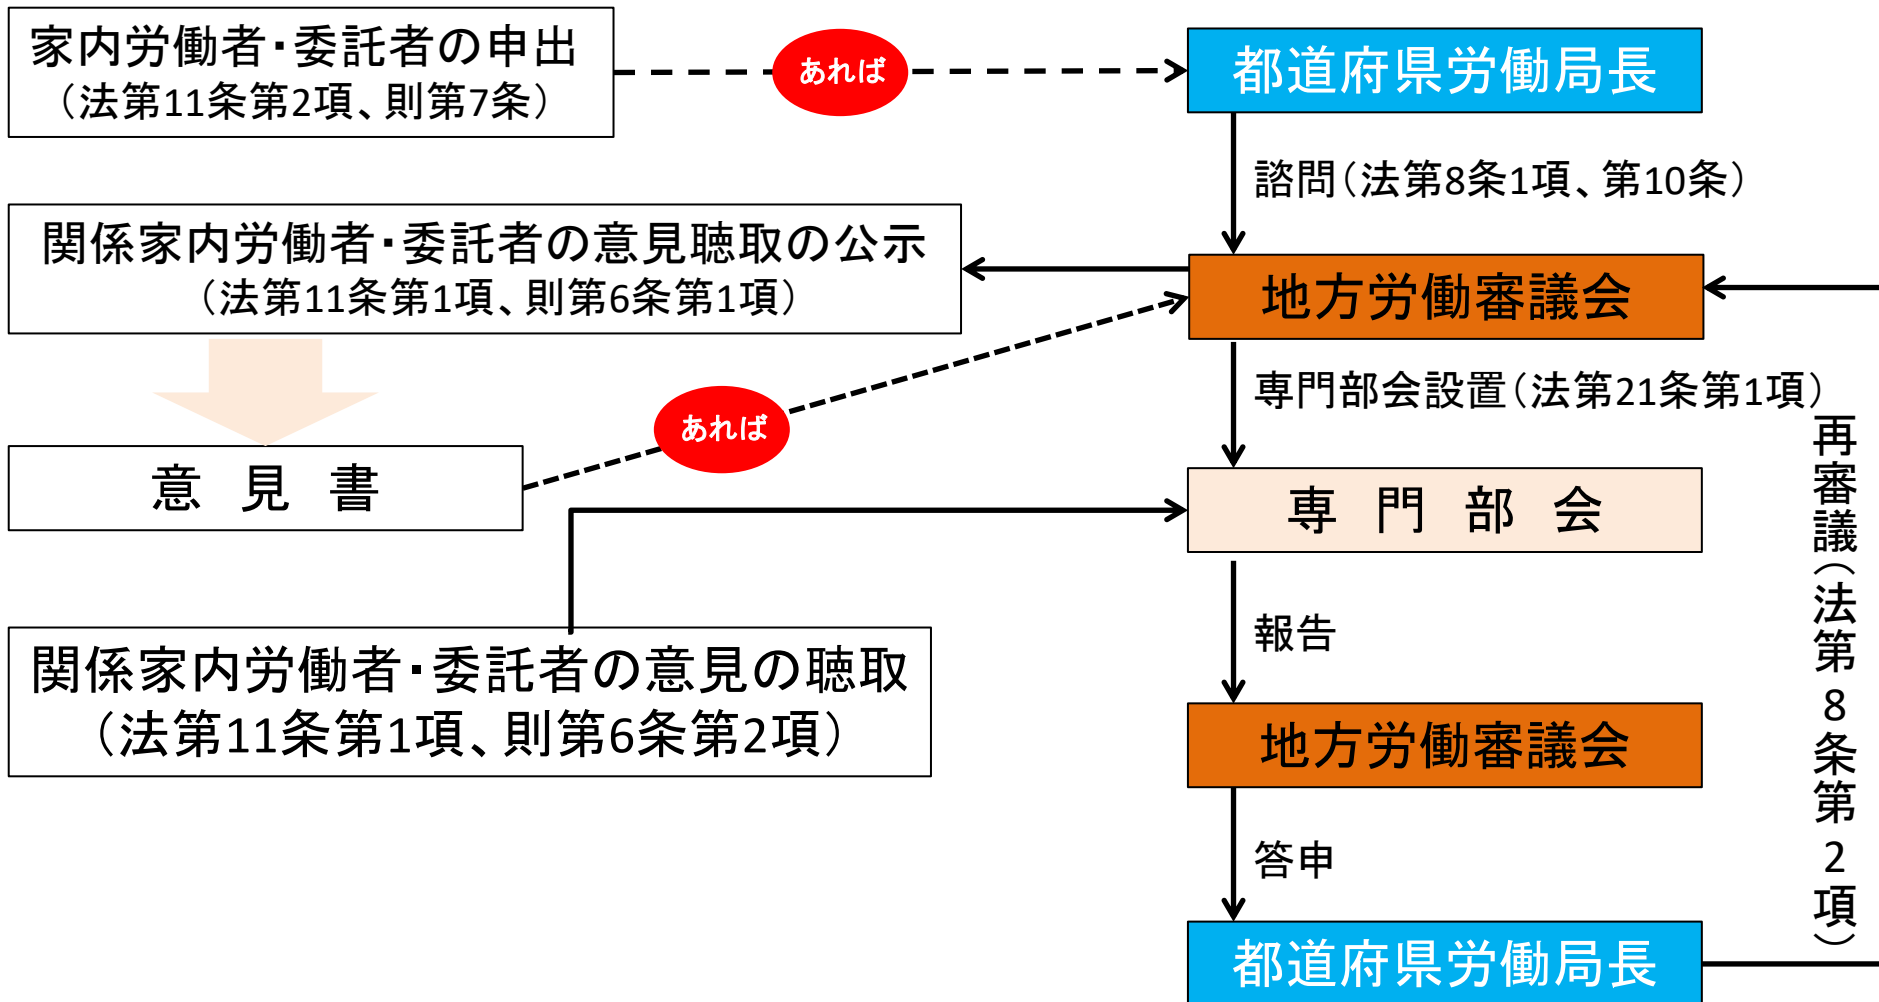 家内労働者・委託者の申出
（法第11条第2項、則第7条）
あれば
都道府県労働局長
諮問（法第8条1項、第10条）
関係家内労働者・委託者の意見聴取の公示
（法第11条第1項、則第6条第1項）
地方労働審議会
専門部会設置（法第21条第1項）
あれば
意　見　書
専　門　部　会
再審議（法第8条第2項）
報告
関係家内労働者・委託者の意見の聴取
（法第11条第1項、則第6条第2項）
地方労働審議会
答申
都道府県労働局長